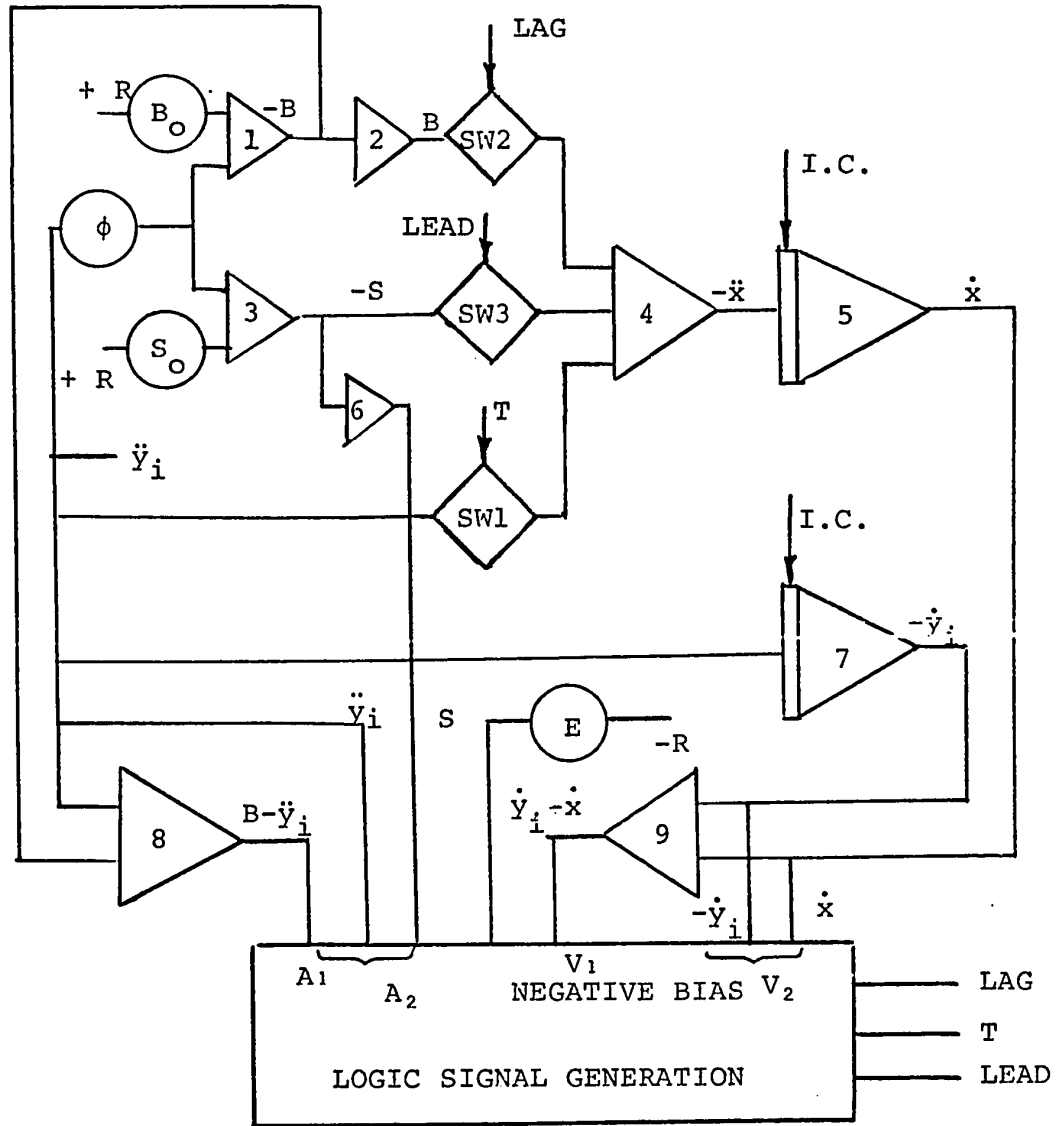 LAG
+ R
B₀
1
-B
2
B
SW2
I.C.
ϕ
LEAD
3
-S
SW3
4
-ẍ
5
ẋ
S₀
+ R
6
T
ÿi
SW1
I.C.
7
-ẏi
ÿi
S
E
-R
8
B-ÿi
ẏi-ẋ
9
-ẏi
ẋ
A1
A₂
V₁
V₂
NEGATIVE BIAS
LAG
T
LOGIC SIGNAL GENERATION
LEAD